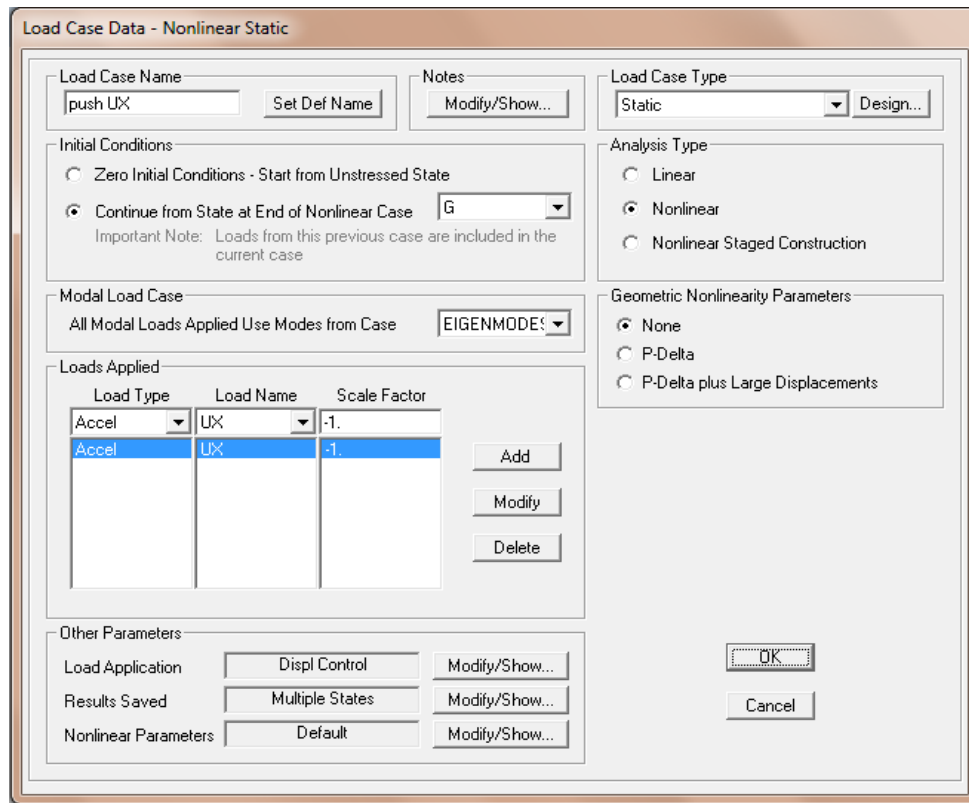 Load Case Data - Nonlinear Static
Load Case Name
push UX
Set Def Name
Notes
Modify/Show...
Load Case Type
Static
Design...
Initial Conditions
Zero Initial Conditions - Start from Unstressed State
Continue from State at End of Nonlinear Case
G
Important Note: Loads from this previous case are included in the
current case
Analysis Type
Linear
Nonlinear
Nonlinear Staged Construction
Modal Load Case
All Modal Loads Applied Use Modes from Case
EIGENMODES
Geometric Nonlinearity Parameters
None
P-Delta
P-Delta plus Large Displacements
Loads Applied
Load Type Load Name Scale Factor
Accel UX -1.
Accel UX -1.
Add
Modify
Delete
Other Parameters
Load Application Displ Control Modify/Show...
Results Saved Multiple States Modify/Show...
Nonlinear Parameters Default Modify/Show...
OK
Cancel